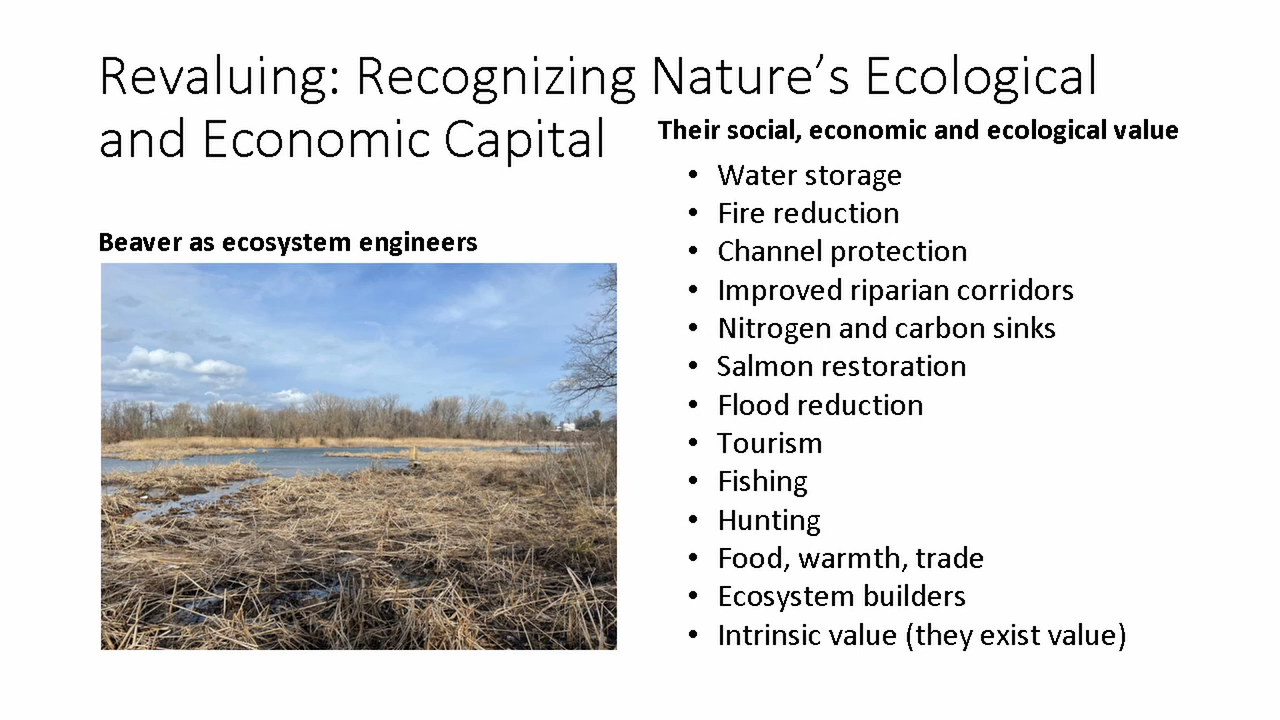 Revaluing: Recognizing Nature’s Ecological
and Economic Capital
Beaver as ecosystem engineers
Their social, economic and ecological value
• Water storage
• Fire reduction
• Channel protection
• Improved riparian corridors
• Nitrogen and carbon sinks
• Salmon restoration
• Flood reduction
• Tourism
• Fishing
• Hunting
• Food, warmth, trade
• Ecosystem builders
• Intrinsic value (they exist value)